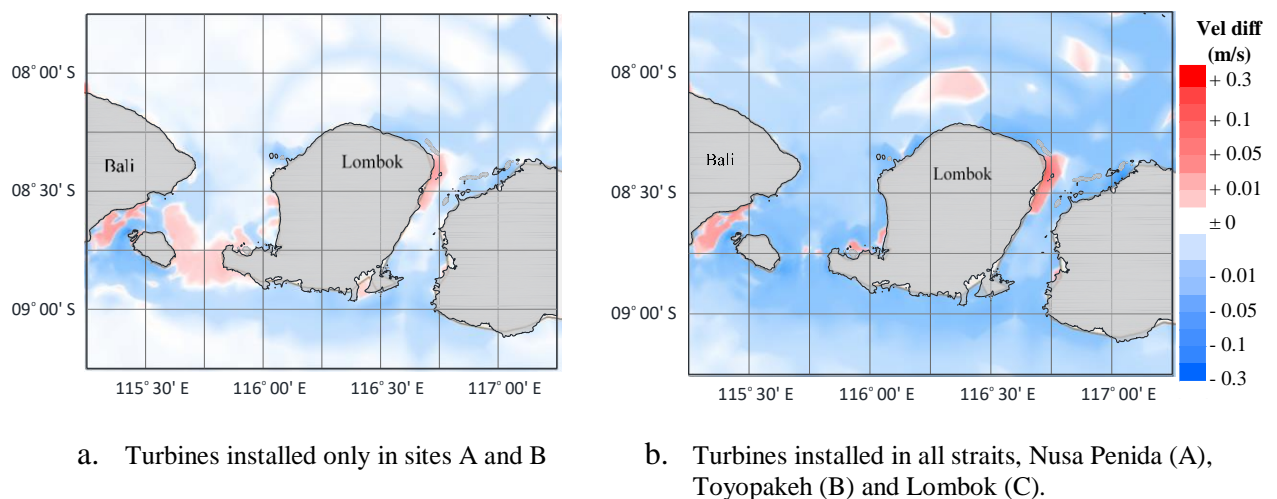 Vel diff
(m/s)
08° 00' S
08° 30' S
09° 00' S
Bali
Lombok
115° 30' E
116° 00' E
116° 30' E
117° 00' E
08° 00' S
08° 30' S
09° 00' S
Bali
Lombok
115° 30' E
116° 00' E
116° 30' E
117° 00' E
+ 0.3
+ 0.1
+ 0.05
+ 0.01
± 0
- 0.01
- 0.05
- 0.1
- 0.3
a. Turbines installed only in sites A and B
b. Turbines installed in all straits, Nusa Penida (A),
Toyopakeh (B) and Lombok (C).